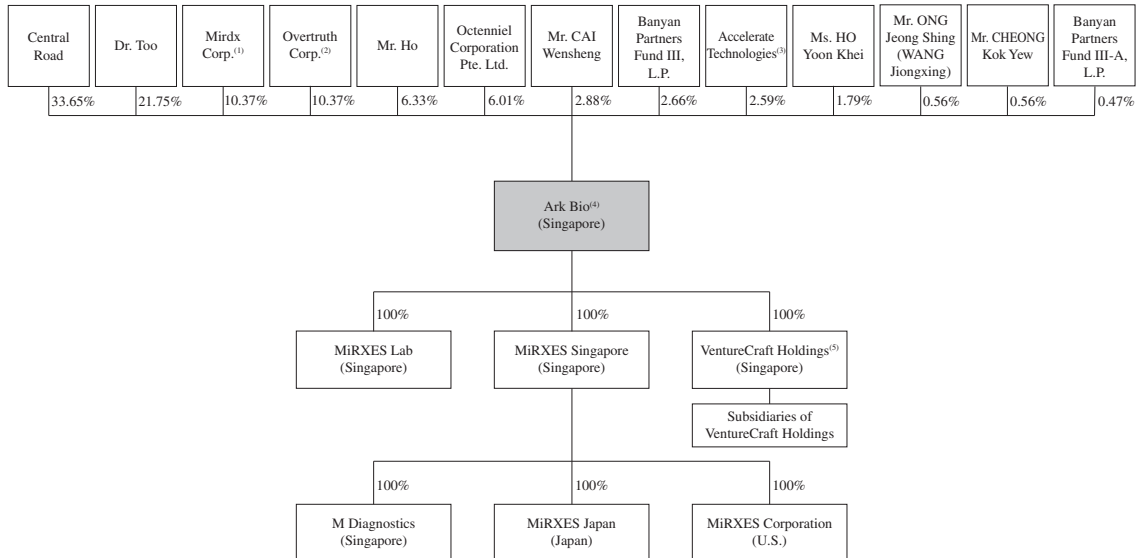 Central
Road
Dr. Too
Mirdx
Corp.(1)
Overtruth
Corp.(2)
Mr. Ho
Octenniel
Corporation
Pte. Ltd.
Mr. CAI
Wensheng
Banyan
Partners
Fund III,
L.P.
Accelerate
Technologies(3)
Ms. HO
Yoon Khei
Mr. ONG
Jeong Shing
(WANG
Jiongxing)
Mr. CHEONG
Kok Yew
Banyan
Partners
Fund III-A,
L.P.
33.65%
21.75%
10.37%
10.37%
6.33%
6.01%
2.88%
2.66%
2.59%
1.79%
0.56%
0.56%
0.47%
Ark Bio(4)
(Singapore)
100%
100%
100%
MiRXES Lab
(Singapore)
MiRXES Singapore
(Singapore)
VentureCraft Holdings(5)
(Singapore)
Subsidiaries of
VentureCraft Holdings
100%
100%
100%
M Diagnostics
(Singapore)
MiRXES Japan
(Japan)
MiRXES Corporation
(U.S.)